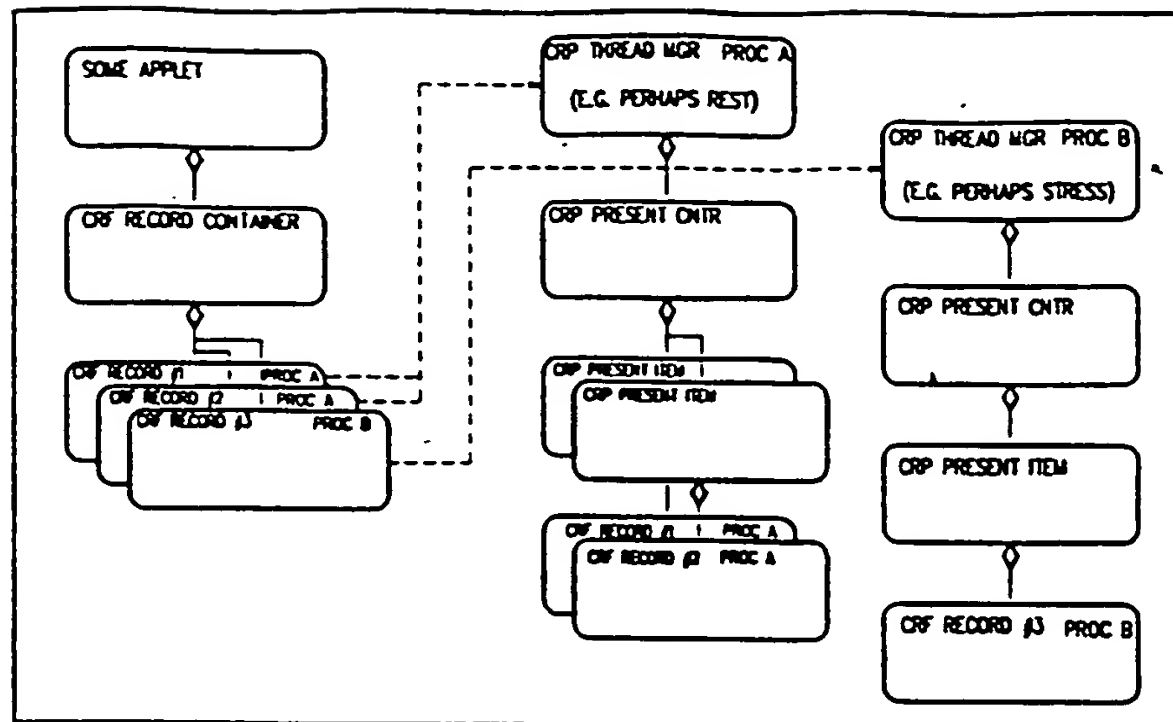 SOME APPLET
CRF RECORD CONTAINER
CRF RECORD #1 PROC A
CRF RECORD #2 PROC A
CRF RECORD #3 PROC B
CRP THREAD MGR PROC A
(E.G. PERHAPS REST)
CRP PRESENT CNTR
CRP PRESENT ITEM
CRP PRESENT ITEM
CRF RECORD #1 PROC A
CRF RECORD #2 PROC A
CRP THREAD MGR PROC B
(E.G. PERHAPS STRESS)
CRP PRESENT CNTR
CRP PRESENT ITEM
CRF RECORD #3 PROC B